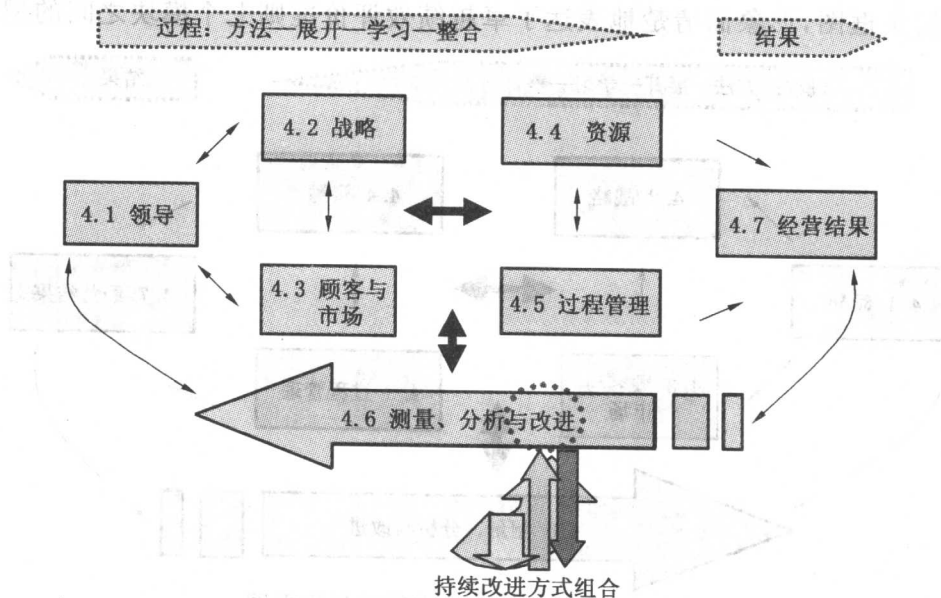 过程：方法—展开—学习—整合
结果
4.2 战略
4.4 资源
4.1 领导
4.7 经营结果
4.3 顾客与
市场
4.5 过程管理
4.6 测量、分析与改进
持续改进方式组合